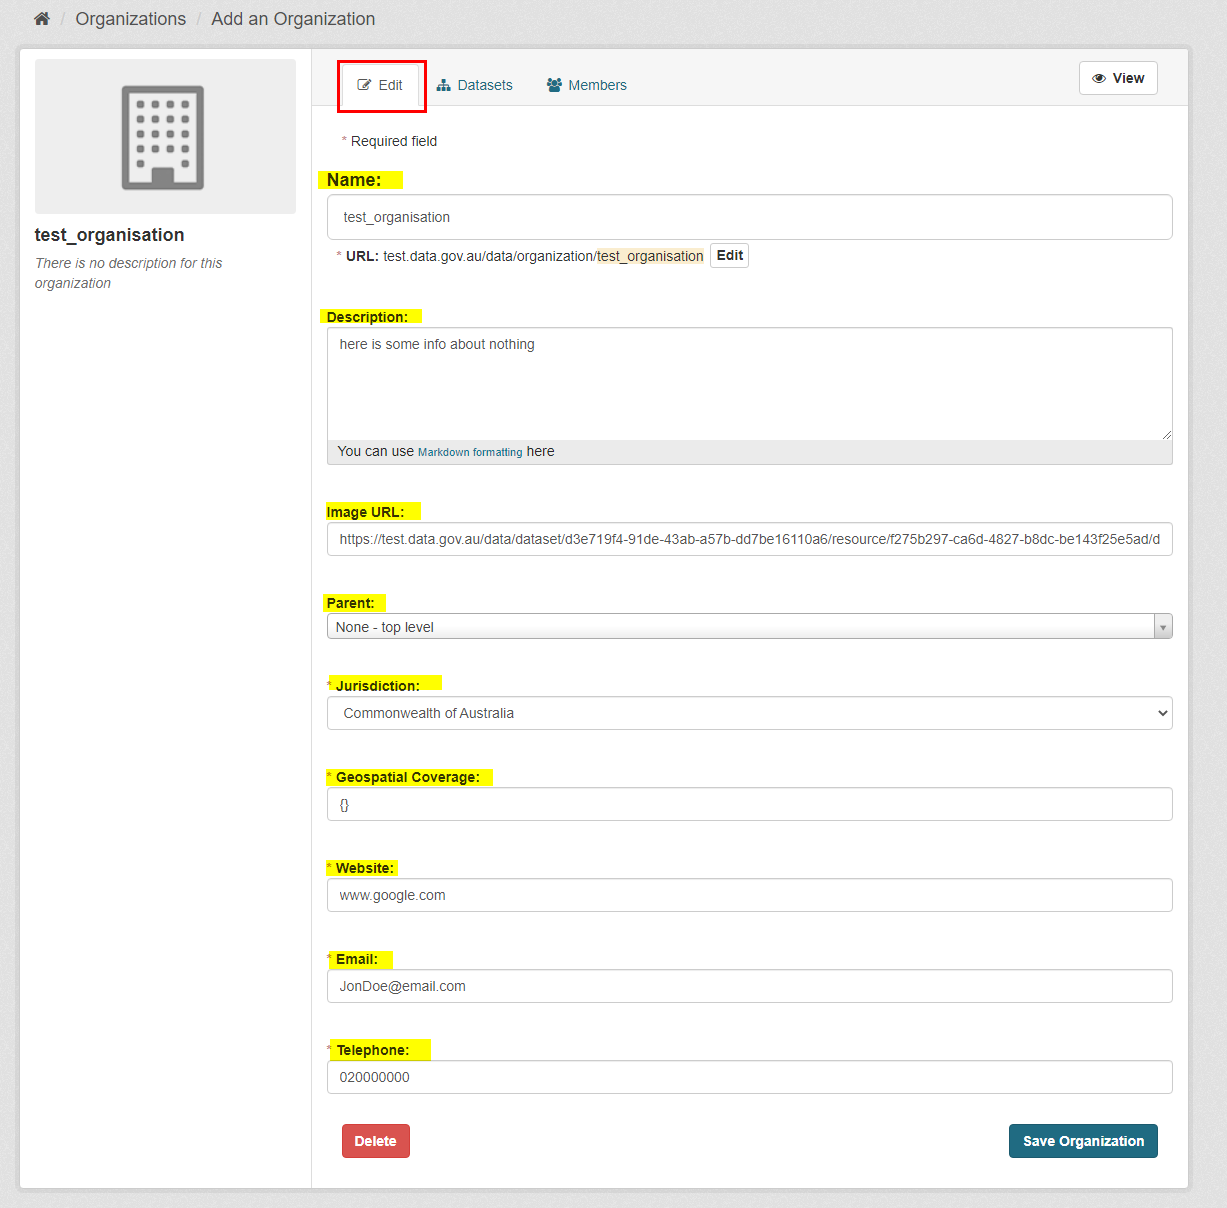 / Organizations / Add an Organization
Edit
Datasets
Members
View
* Required field
test_organisation
There is no description for this
organization
Name:
test_organisation
* URL: test.data.gov.au/data/organization/test_organisation Edit
Description:
here is some info about nothing
You can use Markdown formatting here
Image URL:
https://test.data.gov.au/data/dataset/d3e719f4-91de-43ab-a57b-dd7be16110a6/resource/f275b297-ca6d-4827-b8dc-be143f25e5ad/d
Parent:
None - top level
* Jurisdiction:
Commonwealth of Australia
* Geospatial Coverage:
{}
* Website:
www.google.com
* Email:
JonDoe@email.com
* Telephone:
020000000
Delete
Save Organization